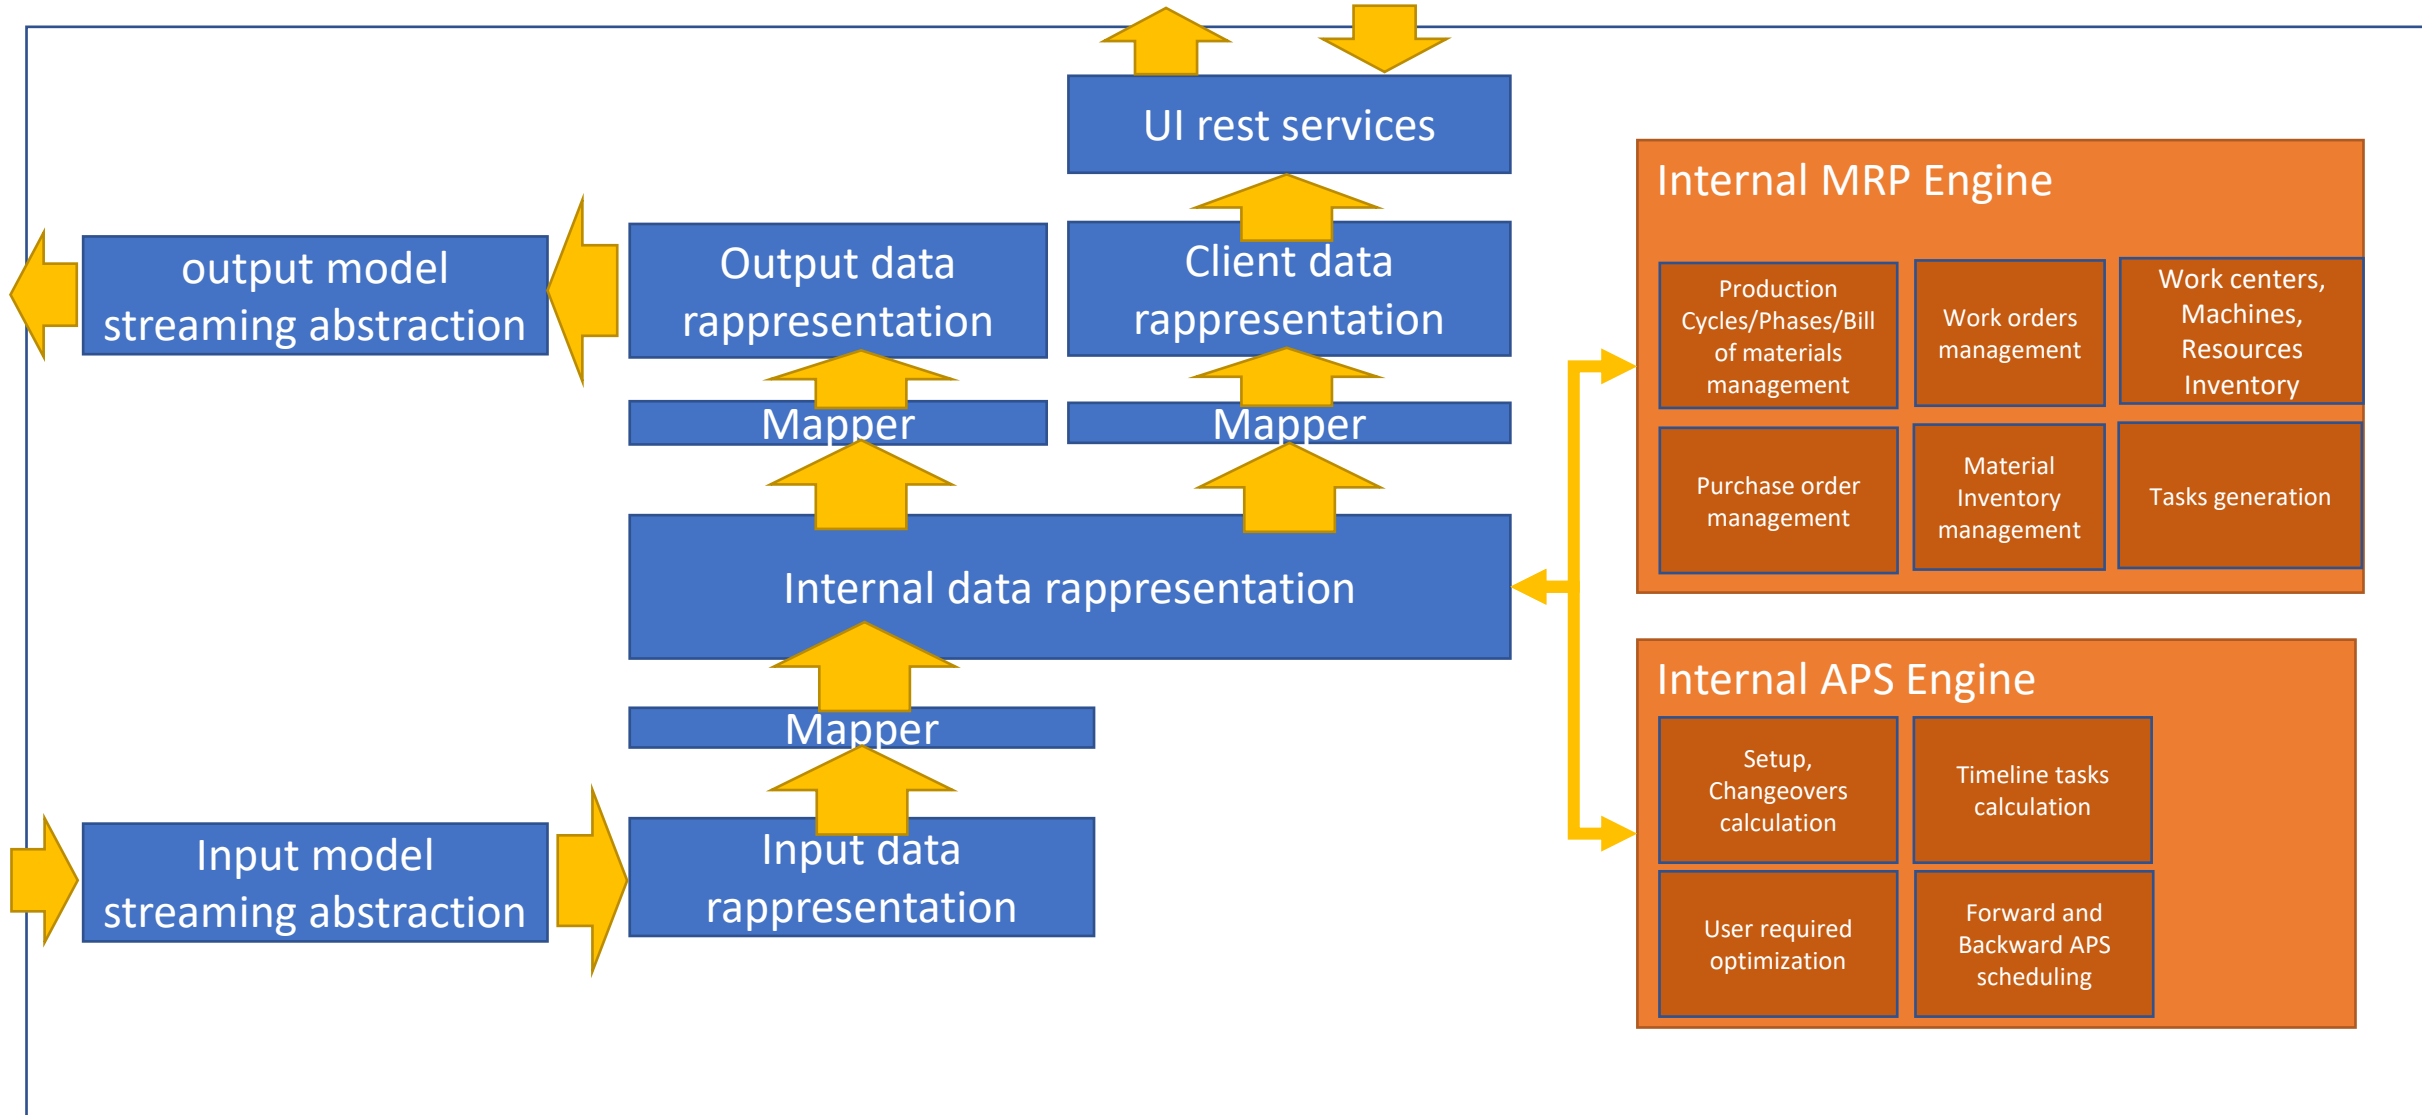 UI rest services
Internal MRP Engine
output model
streaming abstraction
Output data
rappresentation
Client data
rappresentation
Production
Cycles/Phases/Bill
of materials
management
Work orders
management
Work centers,
Machines,
Resources
Inventory
Mapper
Mapper
Purchase order
management
Material
Inventory
management
Tasks generation
Internal data rappresentation
Internal APS Engine
Mapper
Setup,
Changeovers
calculation
Timeline tasks
calculation
Input model
streaming abstraction
Input data
rappresentation
User required
optimization
Forward and
Backward APS
scheduling